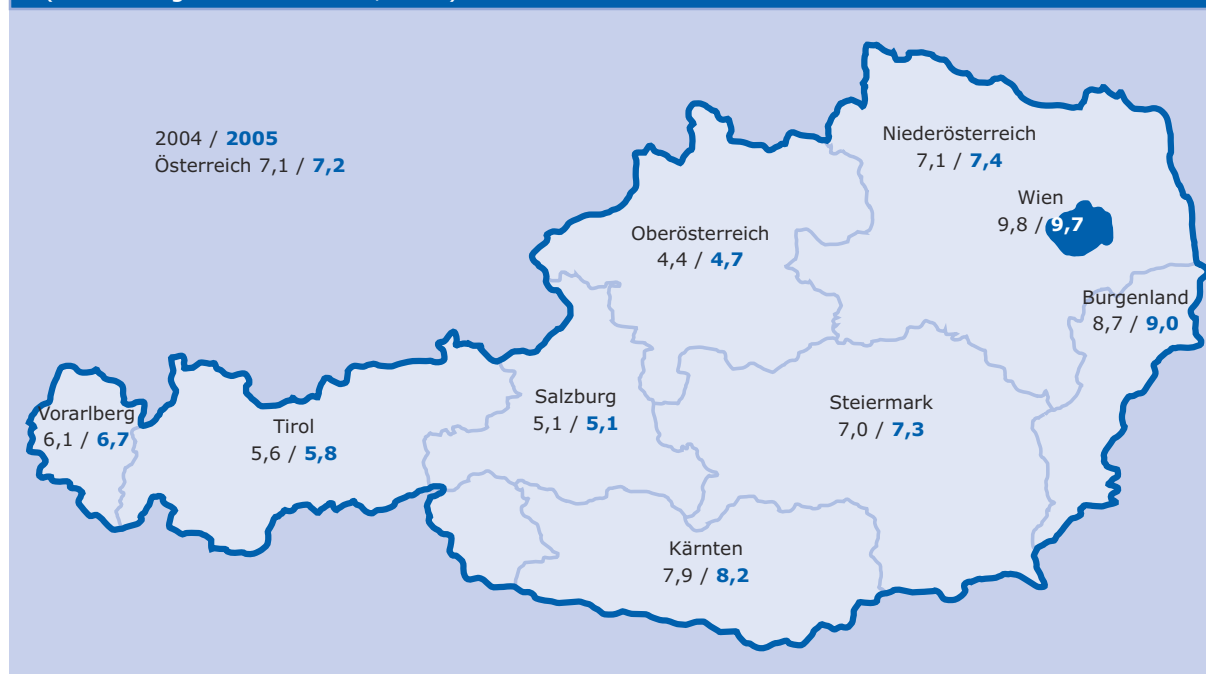 2004 / 2005
Österreich 7,1 / 7,2
Niederösterreich
7,1 / 7,4
Wien
9,8 / 9,7
Oberösterreich
4,4 / 4,7
Burgenland
8,7 / 9,0
Salzburg
5,1 / 5,1
Steiermark
7,0 / 7,3
Vorarlberg
6,1 / 6,7
Tirol
5,6 / 5,8
Kärnten
7,9 / 8,2